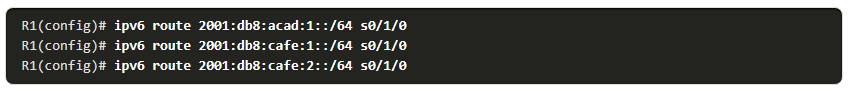 R1(config)# ipv6 route 2001:db8:acad:1::/64 s0/1/0
R1(config)# ipv6 route 2001:db8:cafe:1::/64 s0/1/0
R1(config)# ipv6 route 2001:db8:cafe:2::/64 s0/1/0